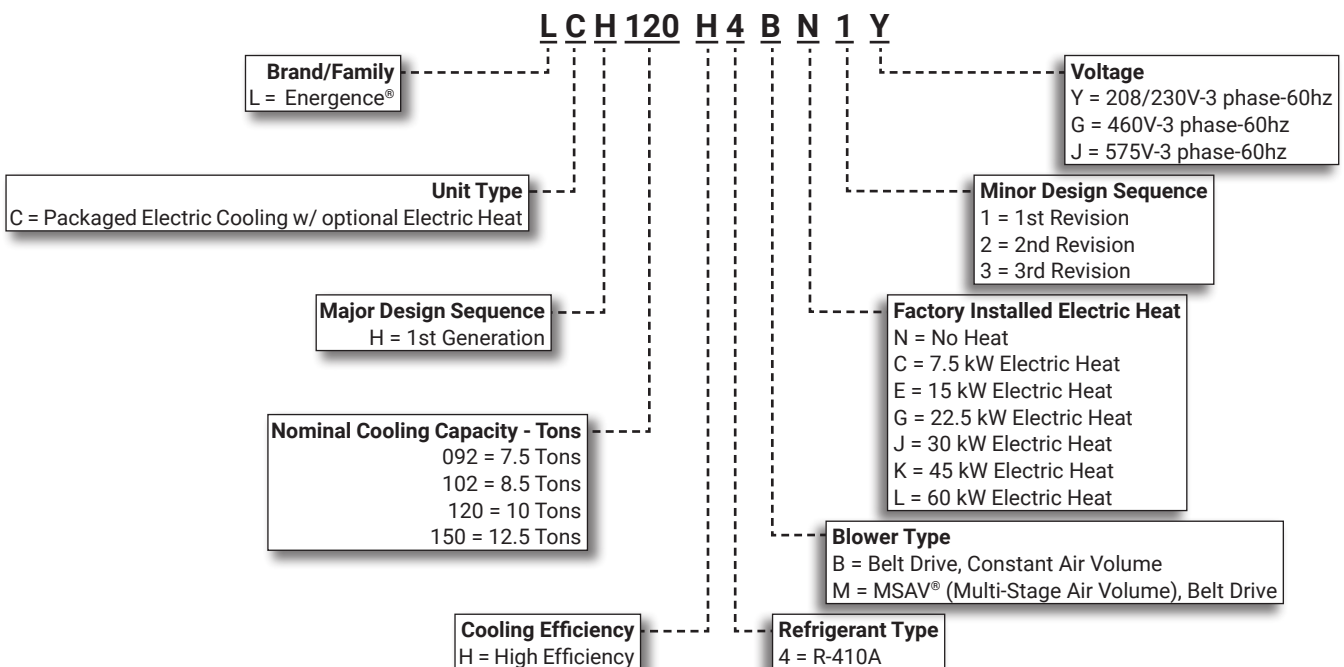 L C H 120 H 4 B N 1 Y
Brand/Family
L = Energence®
Voltage
Y = 208/230V-3 phase-60hz
G = 460V-3 phase-60hz
J = 575V-3 phase-60hz
Unit Type
C = Packaged Electric Cooling w/ optional Electric Heat
Minor Design Sequence
1 = 1st Revision
2 = 2nd Revision
3 = 3rd Revision
Major Design Sequence
H = 1st Generation
Factory Installed Electric Heat
N = No Heat
C = 7.5 kW Electric Heat
E = 15 kW Electric Heat
G = 22.5 kW Electric Heat
J = 30 kW Electric Heat
K = 45 kW Electric Heat
L = 60 kW Electric Heat
Nominal Cooling Capacity - Tons
092 = 7.5 Tons
102 = 8.5 Tons
120 = 10 Tons
150 = 12.5 Tons
Blower Type
B = Belt Drive, Constant Air Volume
M = MSAV® (Multi-Stage Air Volume), Belt Drive
Cooling Efficiency
H = High Efficiency
Refrigerant Type
4 = R-410A